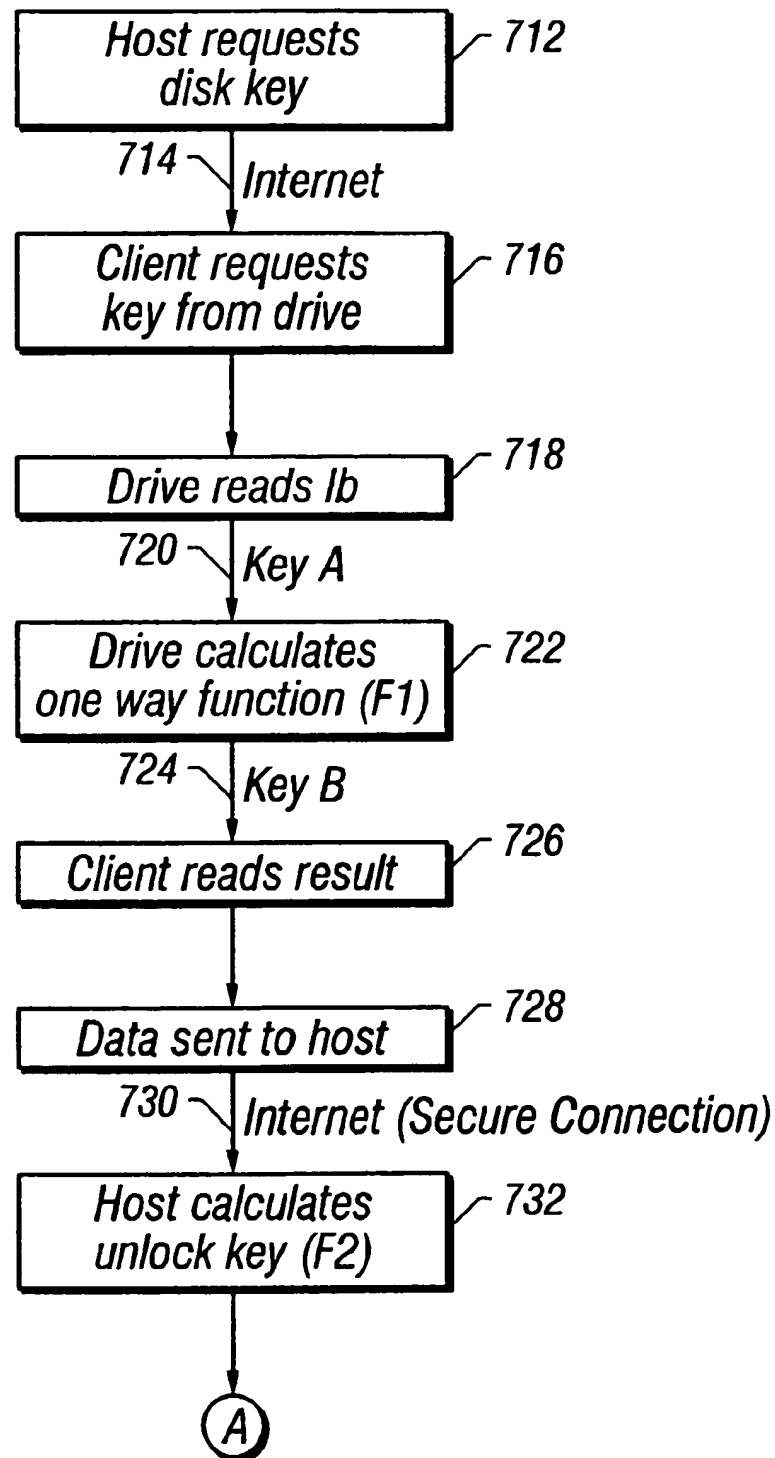 Host requests
disk key
712
714
Internet
Client requests
key from drive
716
Drive reads Ib
718
720
Key A
Drive calculates
one way function (F1)
722
724
Key B
Client reads result
726
Data sent to host
728
730
Internet (Secure Connection)
Host calculates
unlock key (F2)
732
A